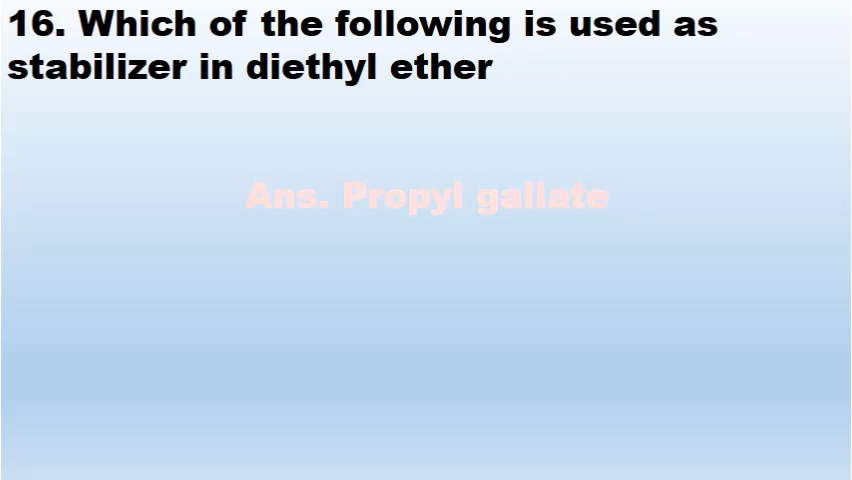 16. Which of the following is used as
stabilizer in diethyl ether
Ans. Propyl gallate